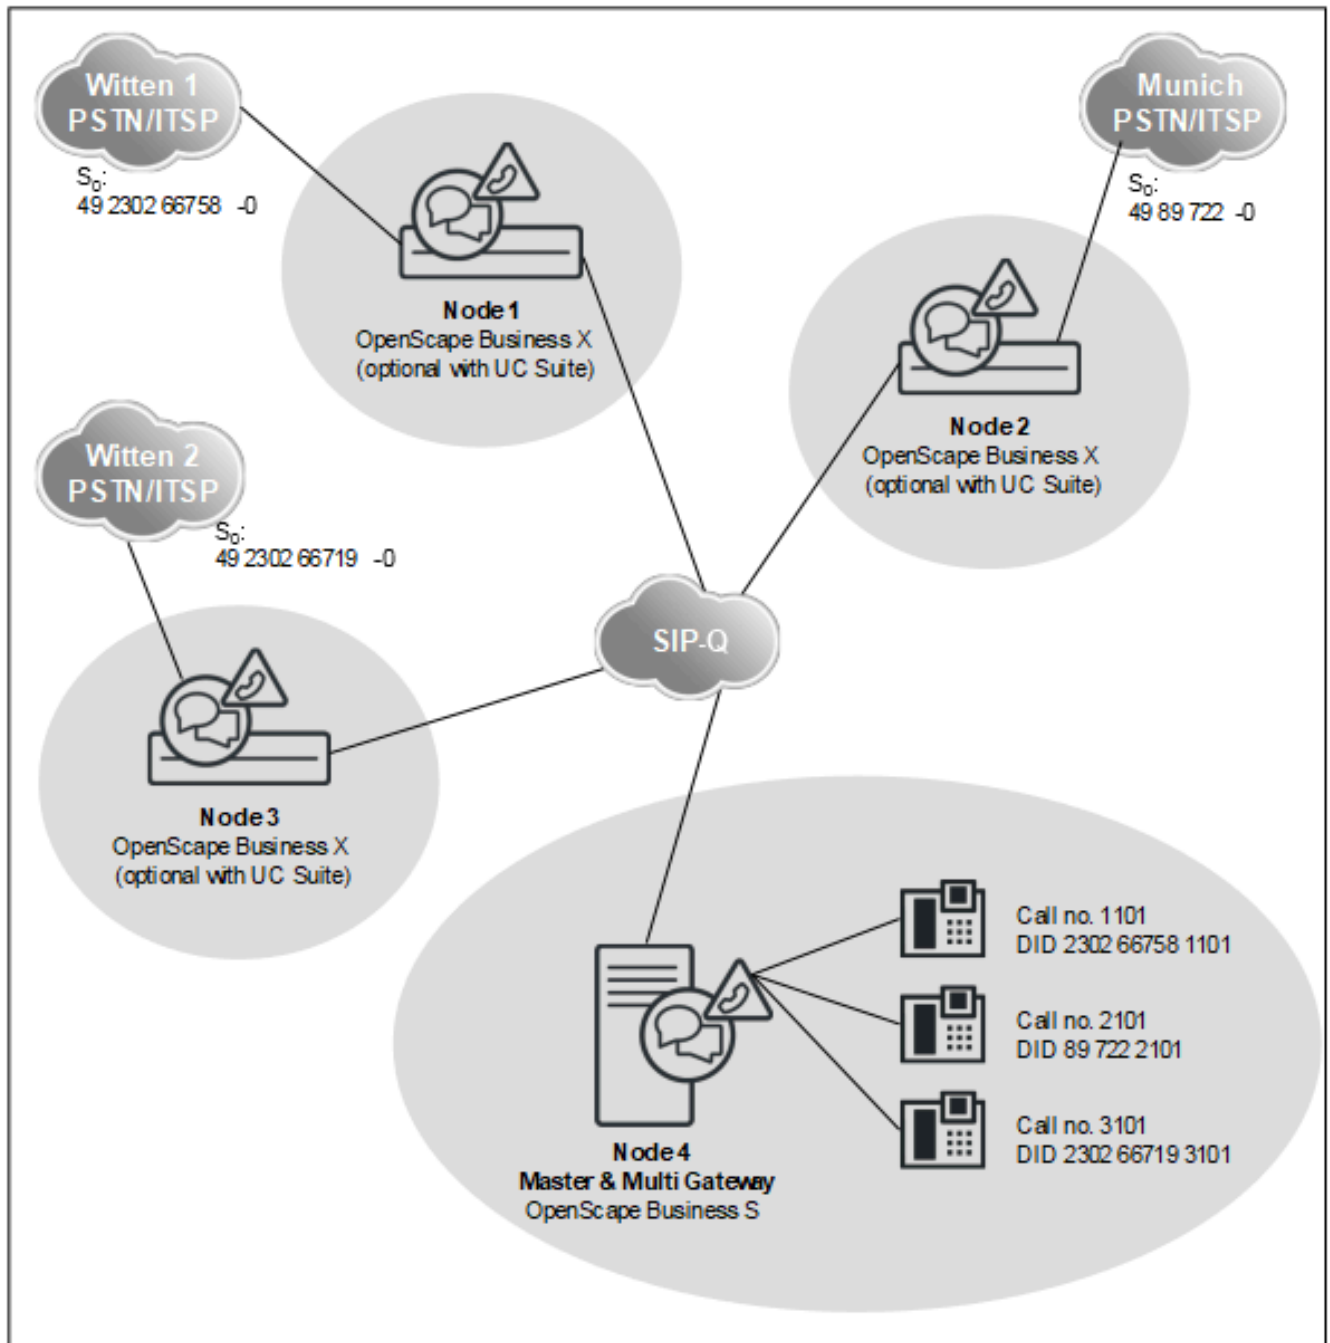 Witten 1
PSTN/ITSP
S0:
49 2302 66758 -0
Munich
PSTN/ITSP
S0:
49 89 722 -0
Node 1
OpenScape Business X
(optional with UC Suite)
Node 2
OpenScape Business X
(optional with UC Suite)
Witten 2
PSTN/ITSP
S0:
49 2302 66719 -0
SIP-Q
Node 3
OpenScape Business X
(optional with UC Suite)
Call no. 1101
DID 2302 66758 1101
Call no. 2101
DID 89 722 2101
Call no. 3101
DID 2302 66719 3101
Node 4
Master & Multi Gateway
OpenScape Business S